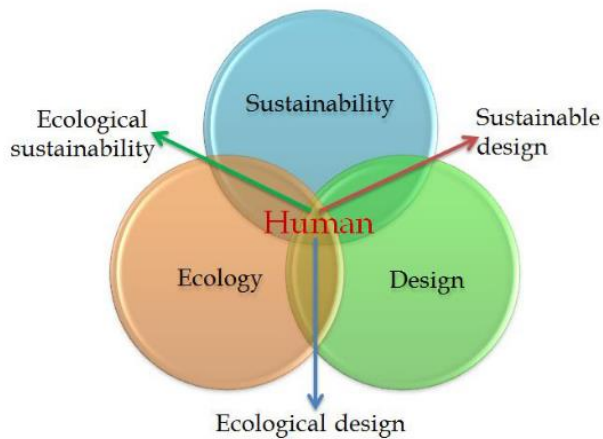 Sustainability
Ecological
sustainability
Sustainable
design
Human
Ecology
Design
Ecological design